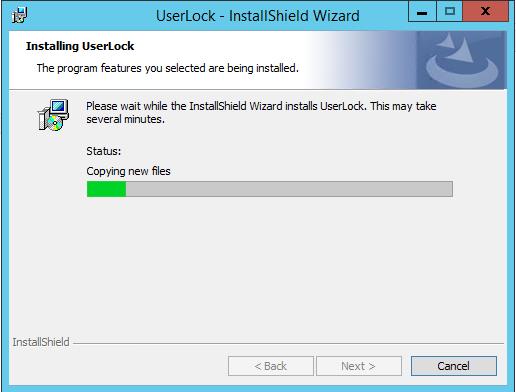 UserLock - InstallShield Wizard
Installing UserLock
The program features you selected are being installed.
Please wait while the InstallShield Wizard installs UserLock. This may take
several minutes.
Status:
Copying new files
InstallShield
< Back
Next >
Cancel